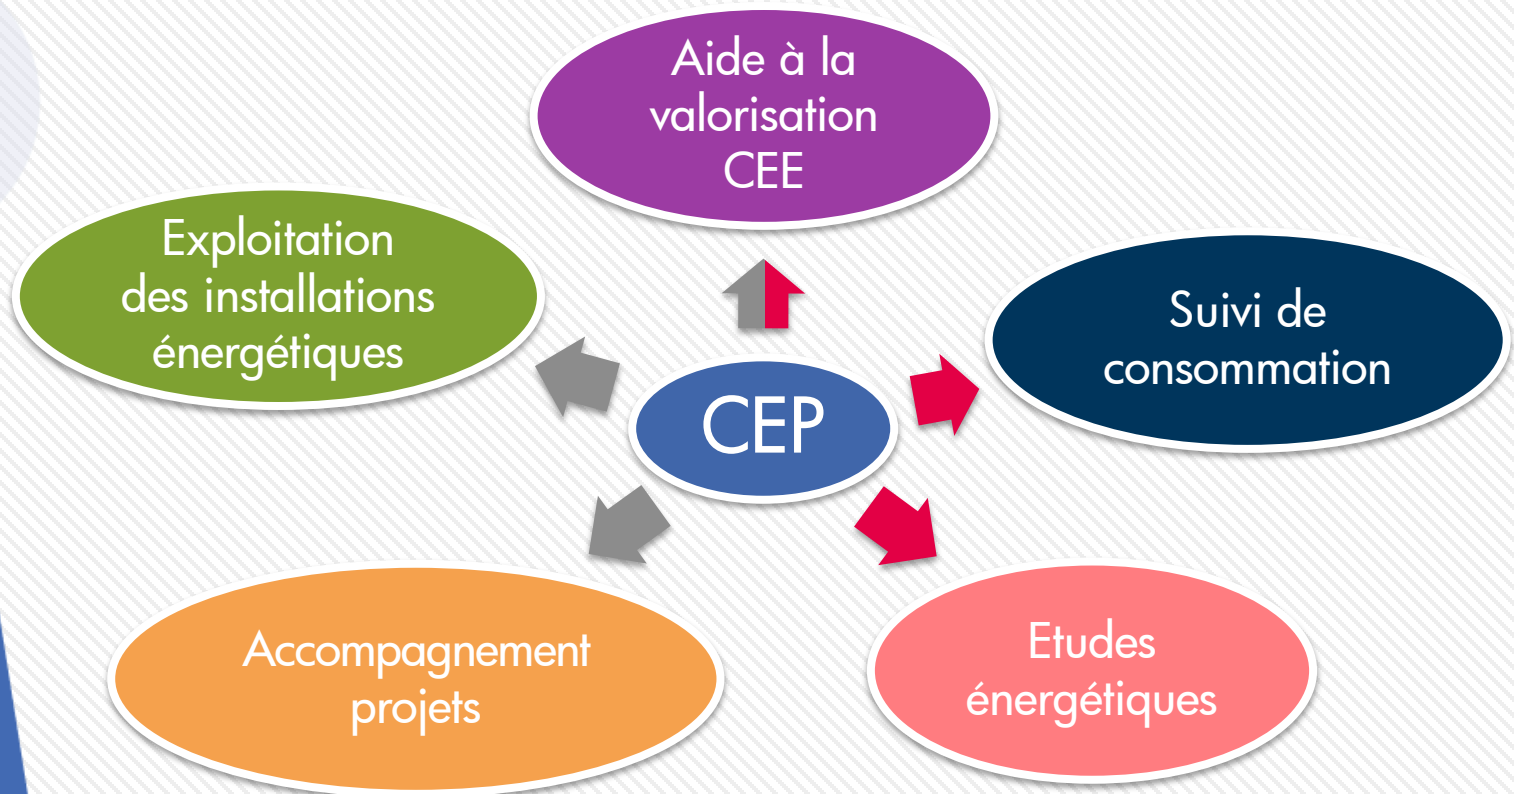 Aide à la
valorisation
CEE
Exploitation
des installations
énergétiques
Suivi de
consommation
CEP
Accompagnement
projets
Etudes
énergétiques